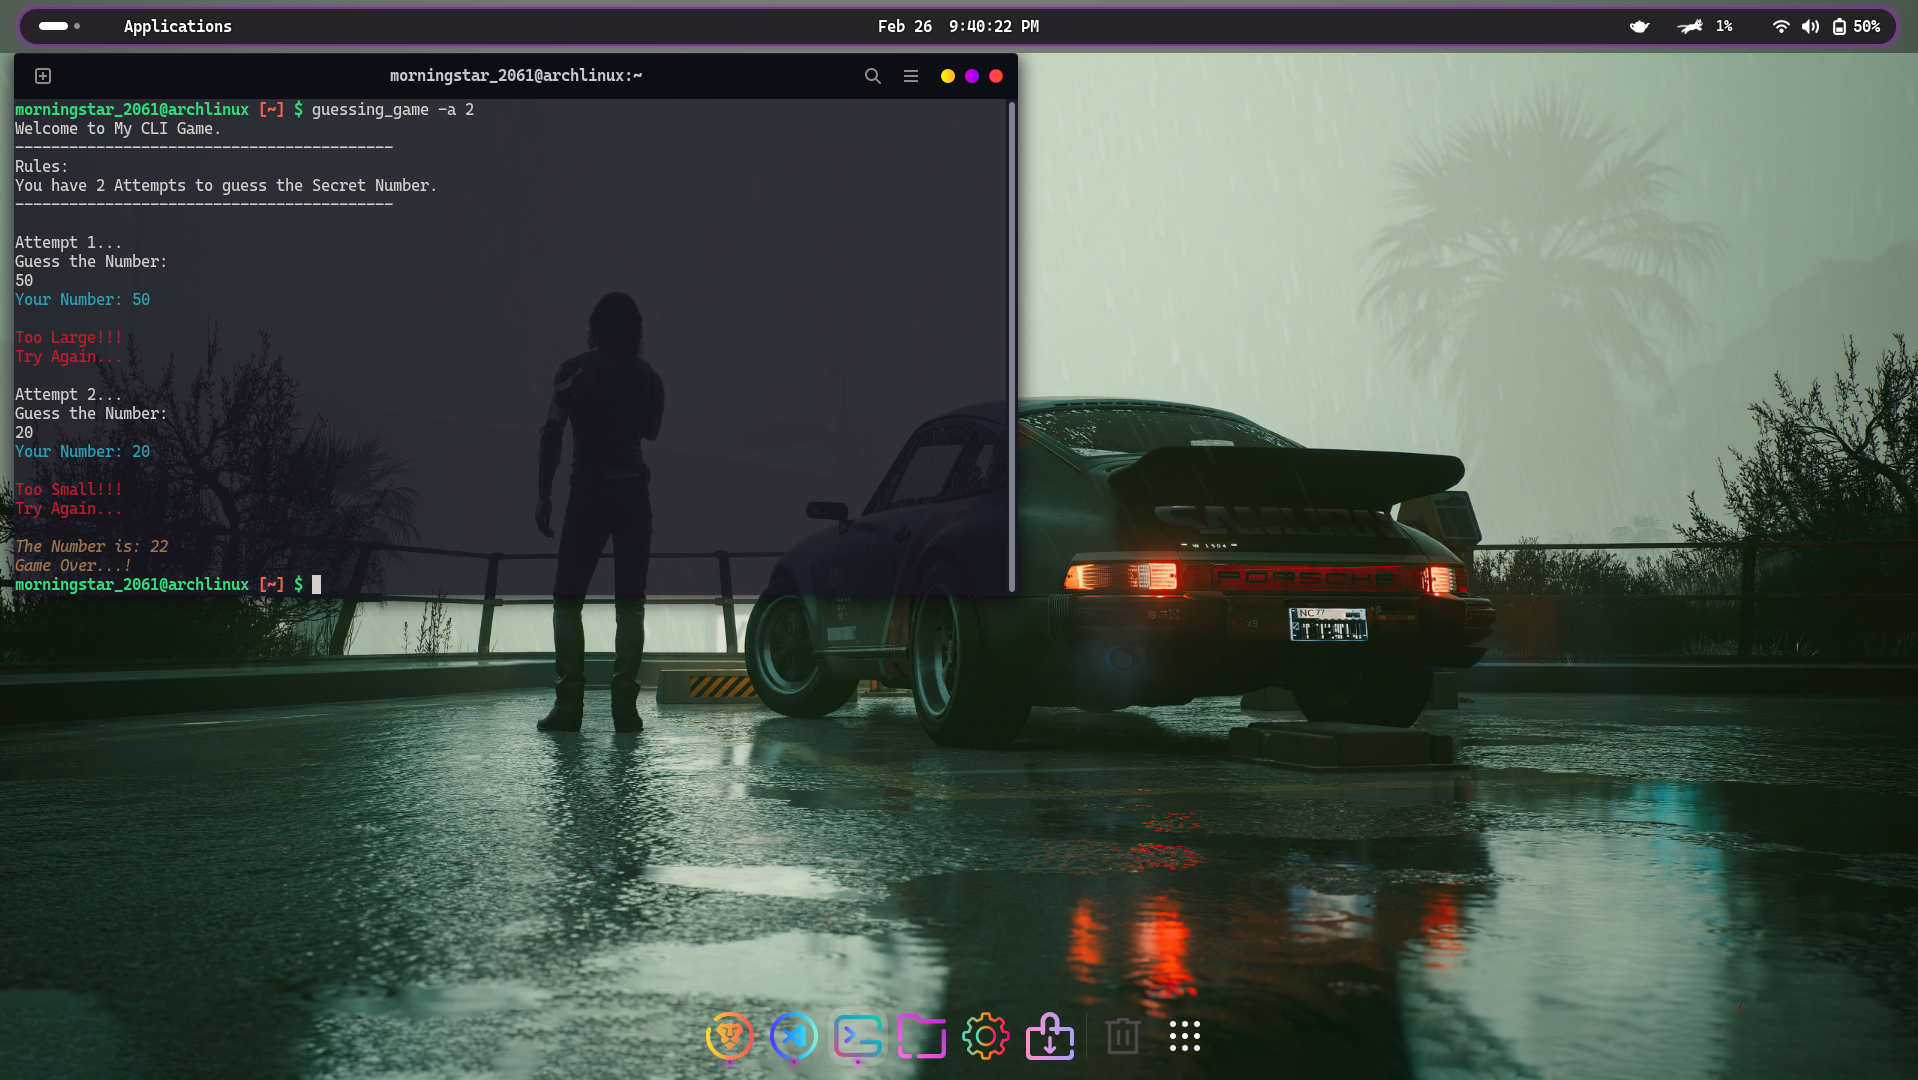 Applications
Feb 26 9:40:22 PM
1%
50%
morningstar_2061@archlinux:~
morningstar_2061@archlinux [~] $ guessing_game -a 2
Welcome to My CLI Game.
------------------------------------------
Rules:
You have 2 Attempts to guess the Secret Number.
------------------------------------------
Attempt 1...
Guess the Number:
50
Your Number: 50
Too Large!!!
Try Again...
Attempt 2...
Guess the Number:
20
Your Number: 20
Too Small!!!
Try Again...
The Number is: 22
Game Over...!
morningstar_2061@archlinux [~] $
PORSCHE
NC77